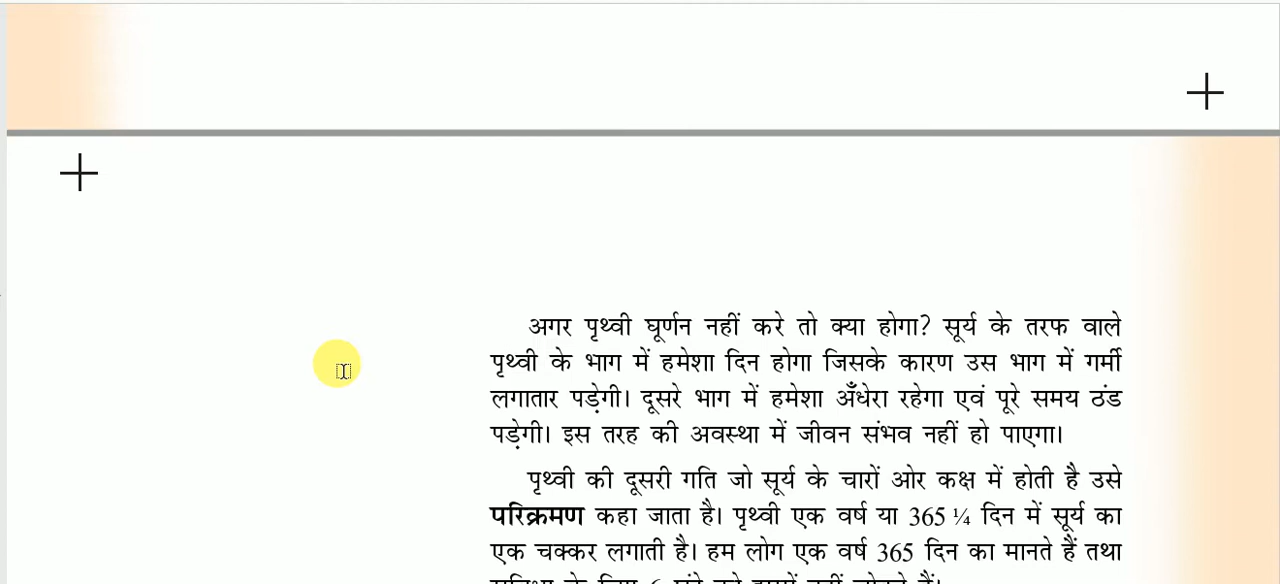 अगर पृथ्वी घूर्णन नहीं करे तो क्या होगा? सूर्य के तरफ वाले
पृथ्वी के भाग में हमेशा दिन होगा जिसके कारण उस भाग में गर्मी
लगातार पड़ेगी। दूसरे भाग में हमेशा अँधेरा रहेगा एवं पूरे समय ठंड
पड़ेगी। इस तरह की अवस्था में जीवन संभव नहीं हो पाएगा।
पृथ्वी की दूसरी गति जो सूर्य के चारों ओर कक्ष में होती है उसे
परिक्रमण कहा जाता है। पृथ्वी एक वर्ष या 365 ¼ दिन में सूर्य का
एक चक्कर लगाती है। हम लोग एक वर्ष 365 दिन का मानते हैं तथा